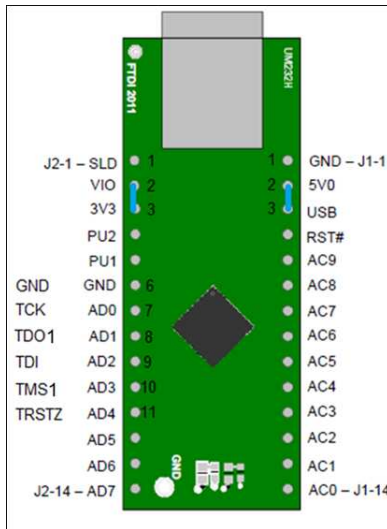 FTDI 2011
UM232H
J2-1 – SLD 1 1 GND – J1-1
VIO 2 2 5V0
3V3 3 3 USB
PU2 RST#
PU1 AC9
GND GND 6 AC8
TCK AD0 7 AC7
TDO1 AD1 8 AC6
TDI AD2 9 AC5
TMS1 AD3 10 AC4
TRSTZ AD4 11 AC3
AD5 AC2
AD6 AC1
GND
J2-14 – AD7 AC0 – J1-14